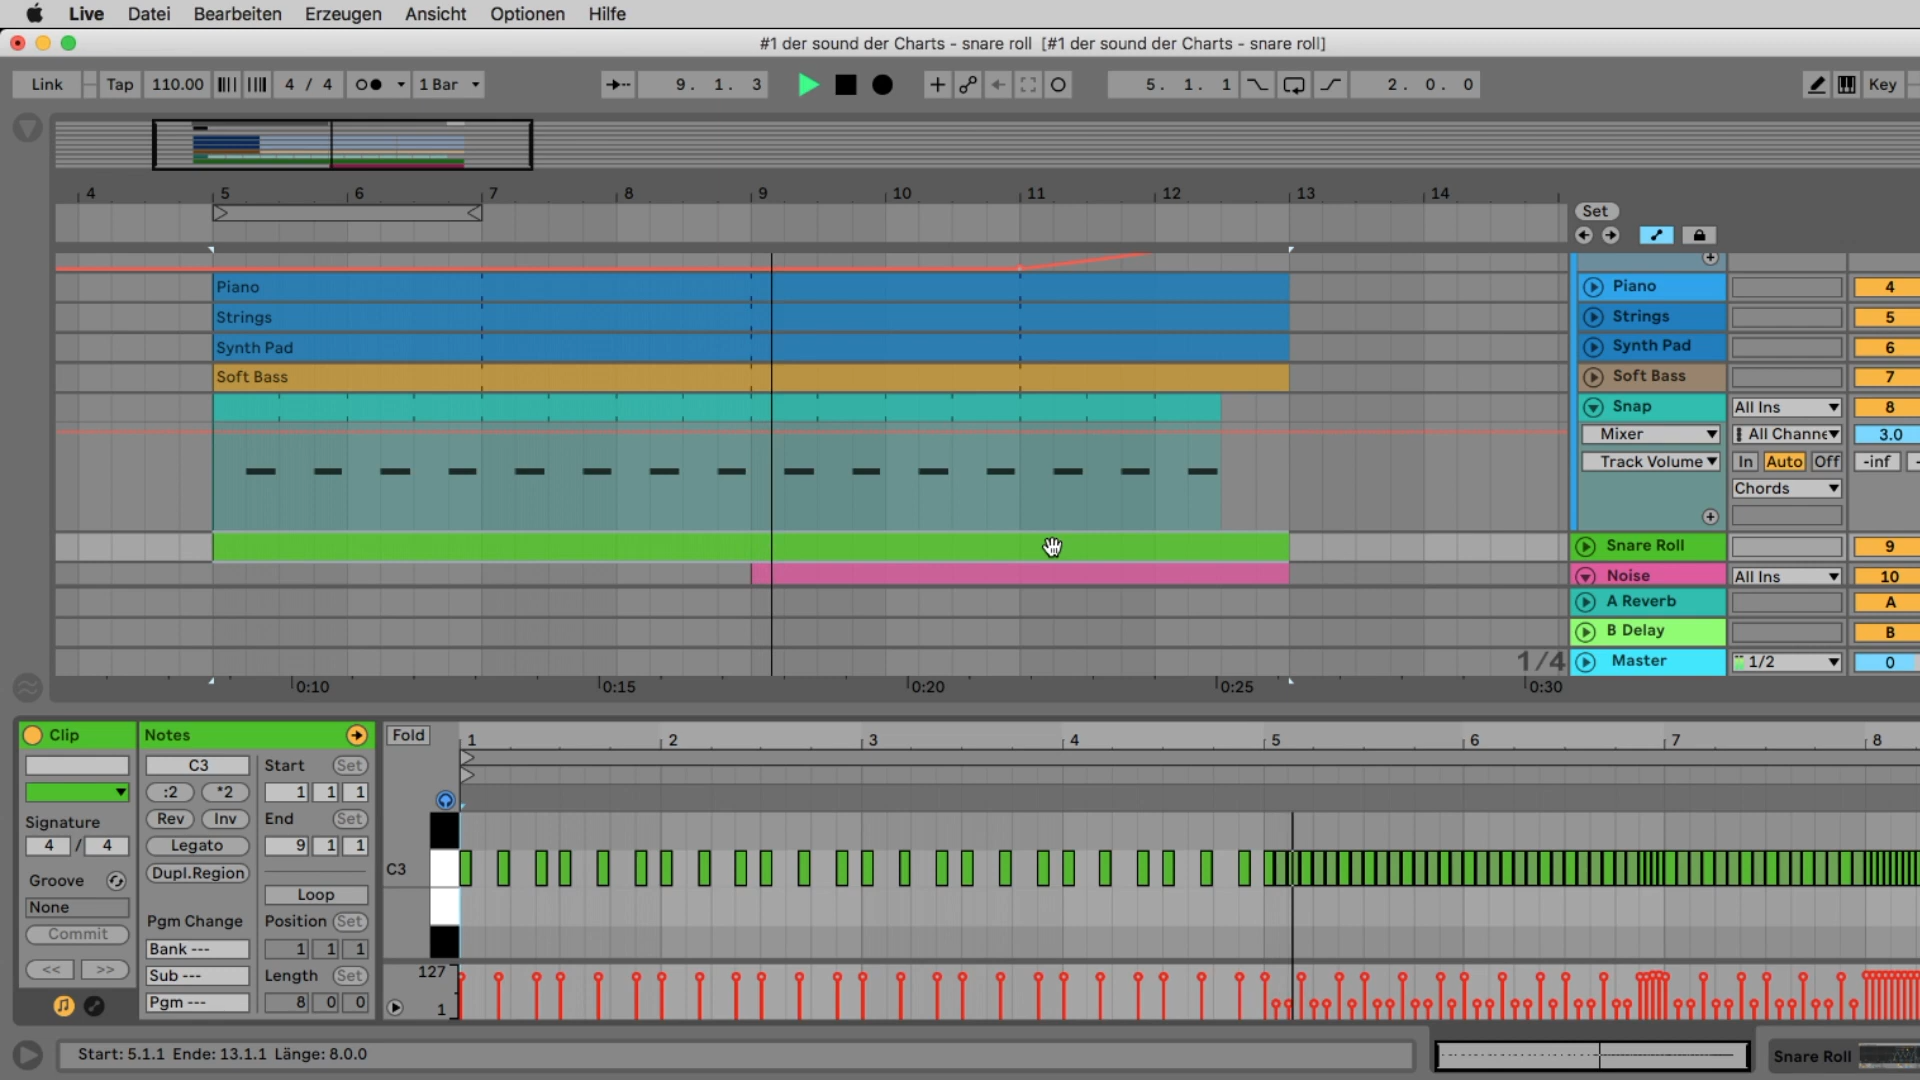 Live Datei Bearbeiten Erzeugen Ansicht Optionen Hilfe
#1 der sound der Charts - snare roll [#1 der sound der Charts - snare roll]
Link Tap 110.00 4 / 4 1 Bar 9. 1. 3 5. 1. 1 2. 0. 0 Key
4 5 6 7 8 9 10 11 12 13 14
Set
Piano Piano 4
Strings Strings 5
Synth Pad Synth Pad 6
Soft Bass Soft Bass 7
Snap All Ins 8
Mixer All Channe 3.0
Track Volume In Auto Off -inf
Chords
Snare Roll 9
Noise All Ins 10
A Reverb A
B Delay B
1/4 Master 1/2 0
0:10 0:15 0:20 0:25 0:30
Clip Notes Fold 1 2 3 4 5 6 7 8
C3 Start Set
:2 *2 1 1 1
Signature Rev Inv End Set
4 / 4 Legato 9 1 1
Dupl.Region C3
Groove Loop
None Pgm Change Position Set
Commit Bank --- 1 1 1
<< >> Sub --- Length Set 127
Pgm --- 8 0 0 1
Start: 5.1.1 Ende: 13.1.1 Länge: 8.0.0 Snare Roll